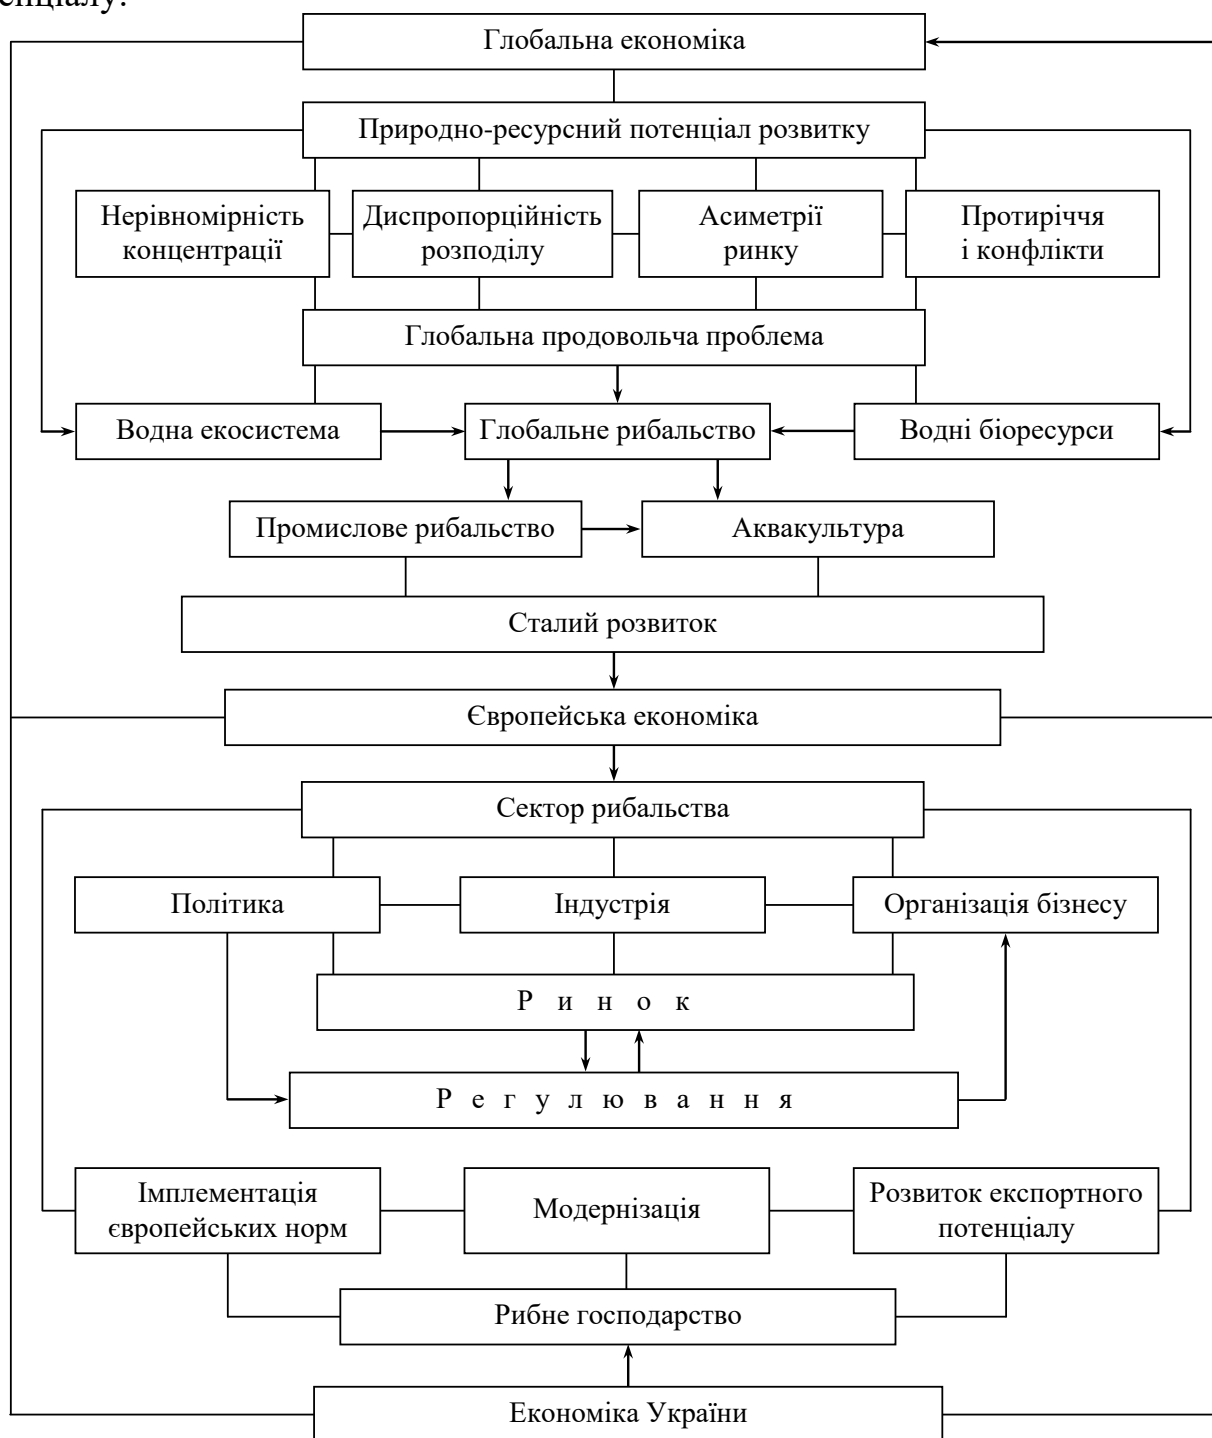 Глобальна економіка
Природно-ресурсний потенціал розвитку
Нерівномірність
концентрації
Диспропорційність
розподілу
Асиметрії
ринку
Протиріччя
і конфлікти
Глобальна продовольча проблема
Водна екосистема
Глобальне рибальство
Водні біоресурси
Промислове рибальство
Аквакультура
Сталий розвиток
Європейська економіка
Сектор рибальства
Політика
Індустрія
Організація бізнесу
Р и н о к
Р е г у л ю в а н н я
Імплементація
європейських норм
Модернізація
Розвиток експортного
потенціалу
Рибне господарство
Економіка України